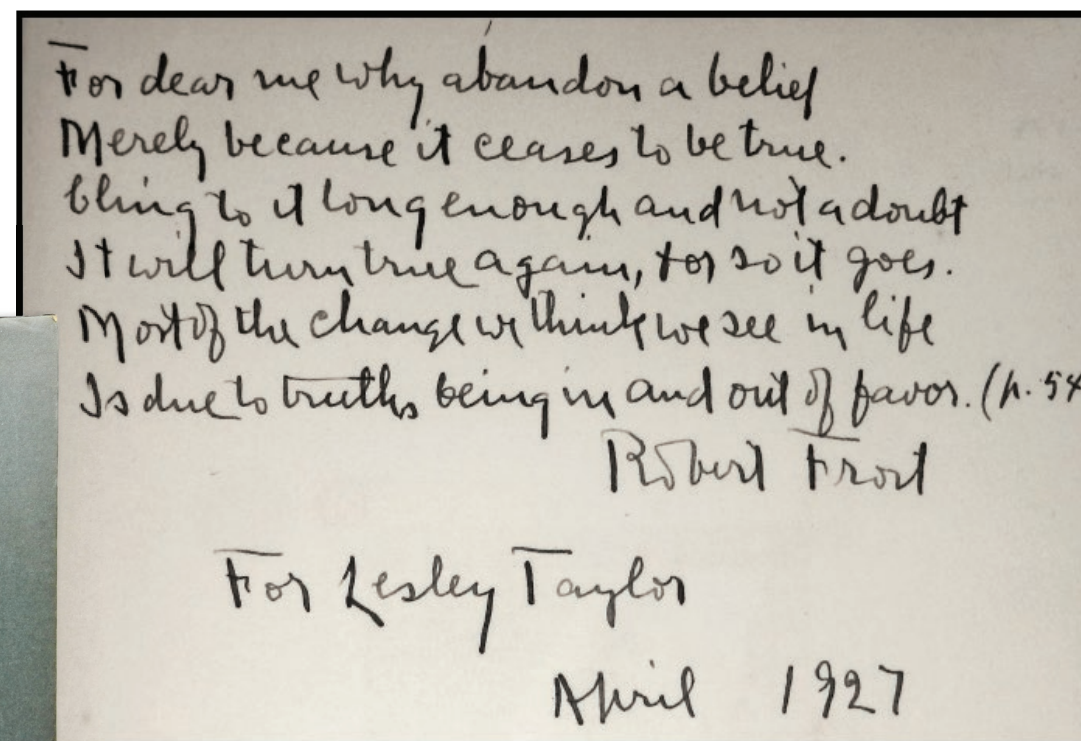 For dear me why abandon a belief
Merely because it ceases to be true.
Cling to it long enough and not a doubt
It will turn true again, for so it goes.
Most of the change we think we see in life
Is due to truths being in and out of favor. (p. 54
Robert Frost
For Lesley Taylor
April 1927